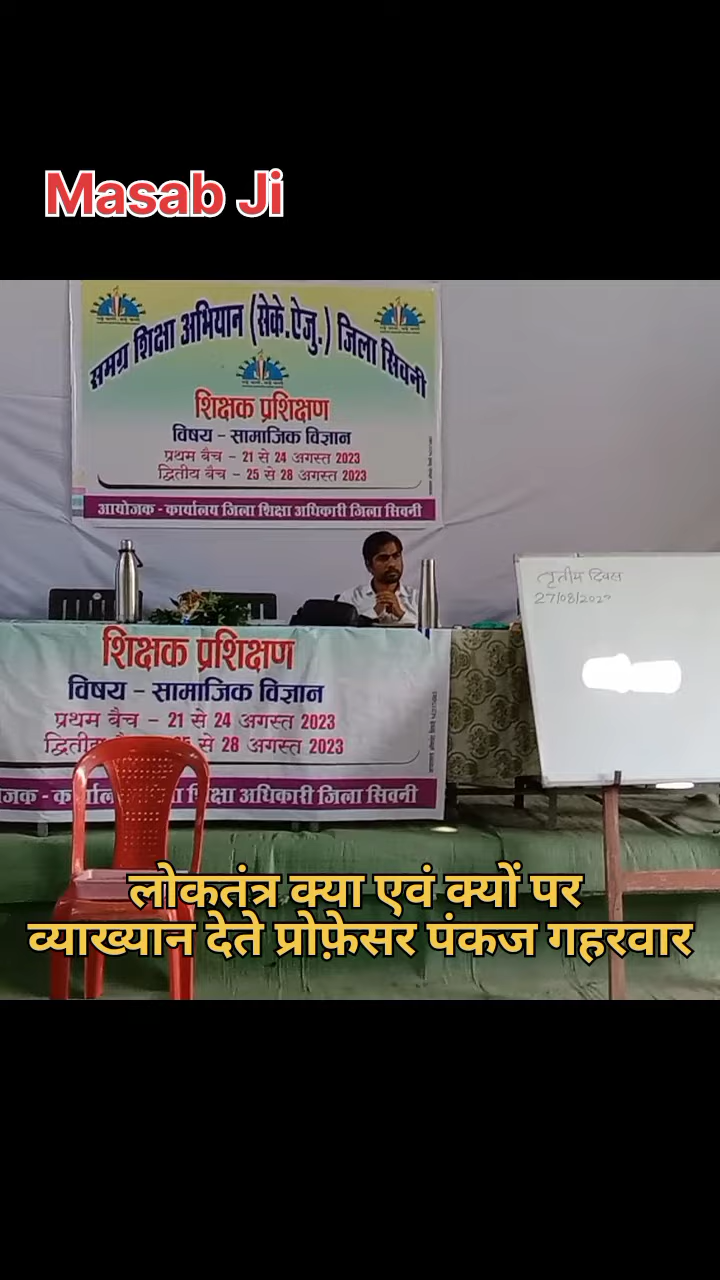 Masab Ji
समग्र शिक्षा अभियान (सेके.ऐजु.) जिला सिवनी
शिक्षक प्रशिक्षण
विषय – सामाजिक विज्ञान
प्रथम बैच – 21 से 24 अगस्त 2023
द्वितीय बैच – 25 से 28 अगस्त 2023
आयोजक - कार्यालय जिला शिक्षा अधिकारी जिला सिवनी
तृतीय दिवस
27/08/2023
शिक्षक प्रशिक्षण
विषय – सामाजिक विज्ञान
प्रथम बैच – 21 से 24 अगस्त 2023
द्वितीय से 28 अगस्त 2023
शिक्षा अधिकारी जिला सिवनी
लोकतंत्र क्या एवं क्यों पर
व्याख्यान देते प्रोफ़ेसर पंकज गहरवार